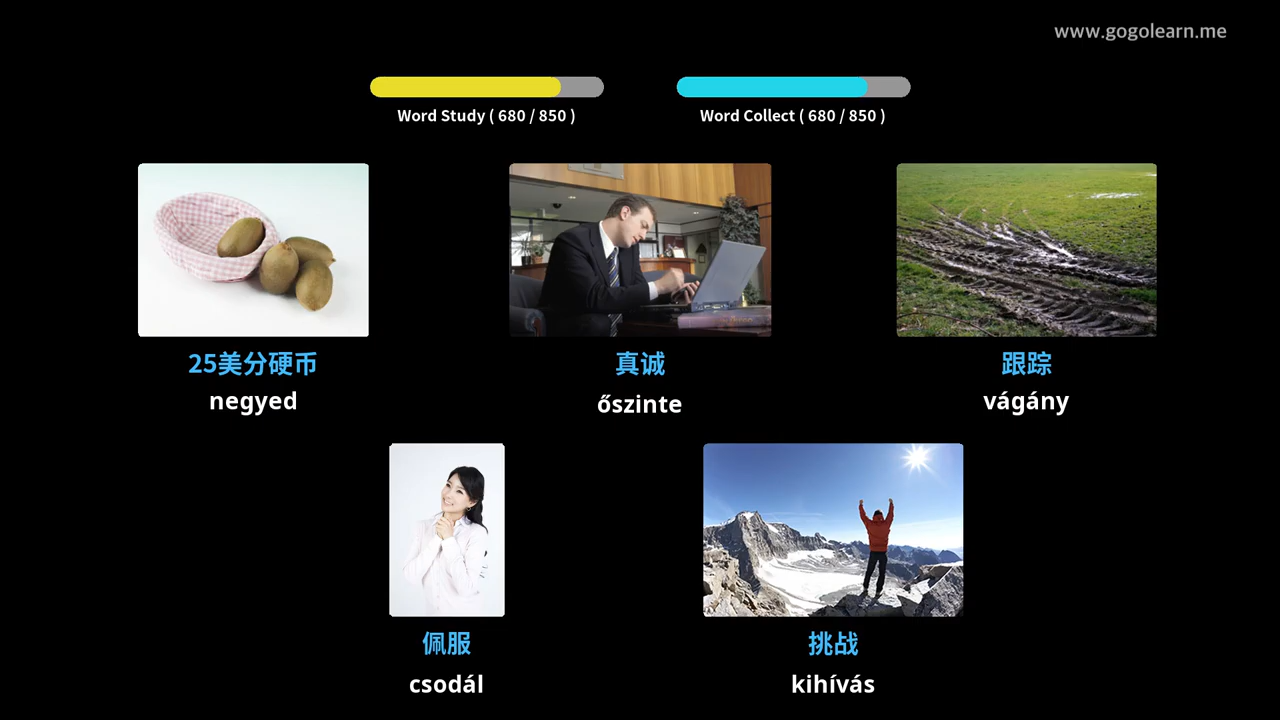 www.gogolearn.me
Word Study ( 680 / 850 )
Word Collect ( 680 / 850 )
25美分硬币
negyed
真诚
őszinte
跟踪
vágány
佩服
csodál
挑战
kihívás